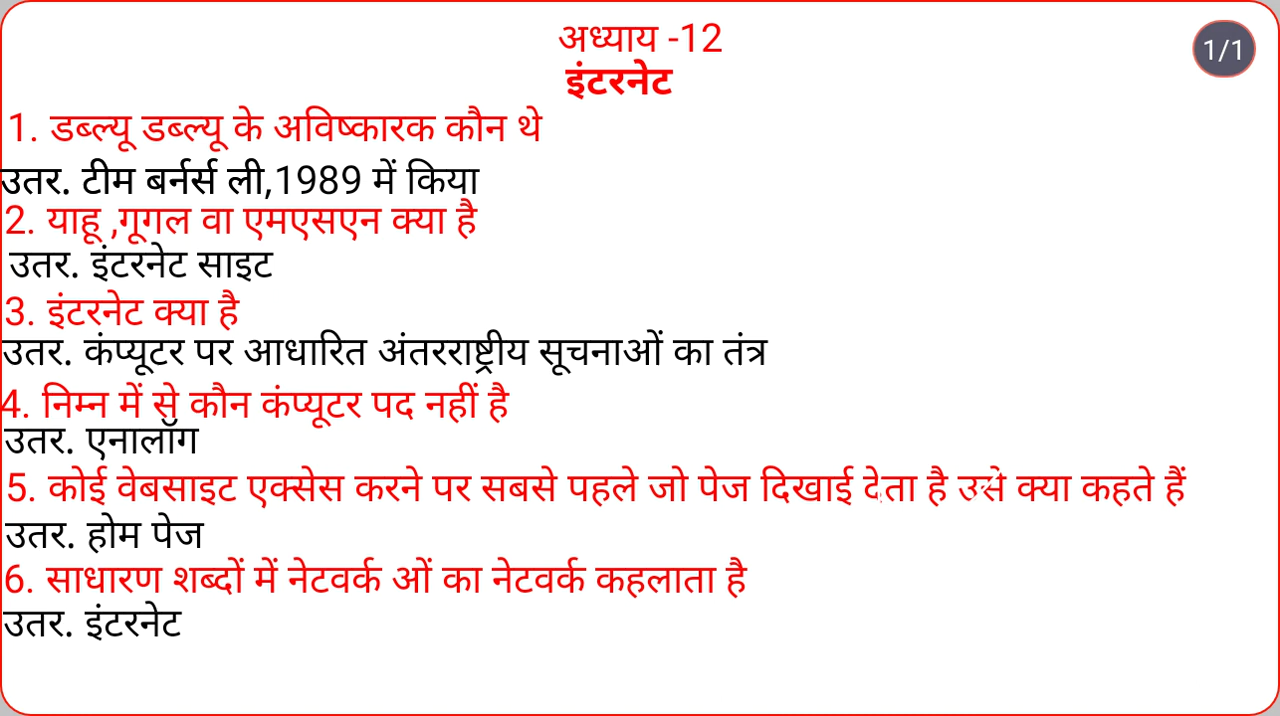 अध्याय -12
1/1
इंटरनेट
1. डब्ल्यू डब्ल्यू के अविष्कारक कौन थे
उतर. टीम बर्नर्स ली,1989 में किया
2. याहू ,गूगल वा एमएसएन क्या है
उतर. इंटरनेट साइट
3. इंटरनेट क्या है
उतर. कंप्यूटर पर आधारित अंतरराष्ट्रीय सूचनाओं का तंत्र
4. निम्न में से कौन कंप्यूटर पद नहीं है
उतर. एनालॉग
5. कोई वेबसाइट एक्सेस करने पर सबसे पहले जो पेज दिखाई देता है उसे क्या कहते हैं
उतर. होम पेज
6. साधारण शब्दों में नेटवर्क ओं का नेटवर्क कहलाता है
उतर. इंटरनेट